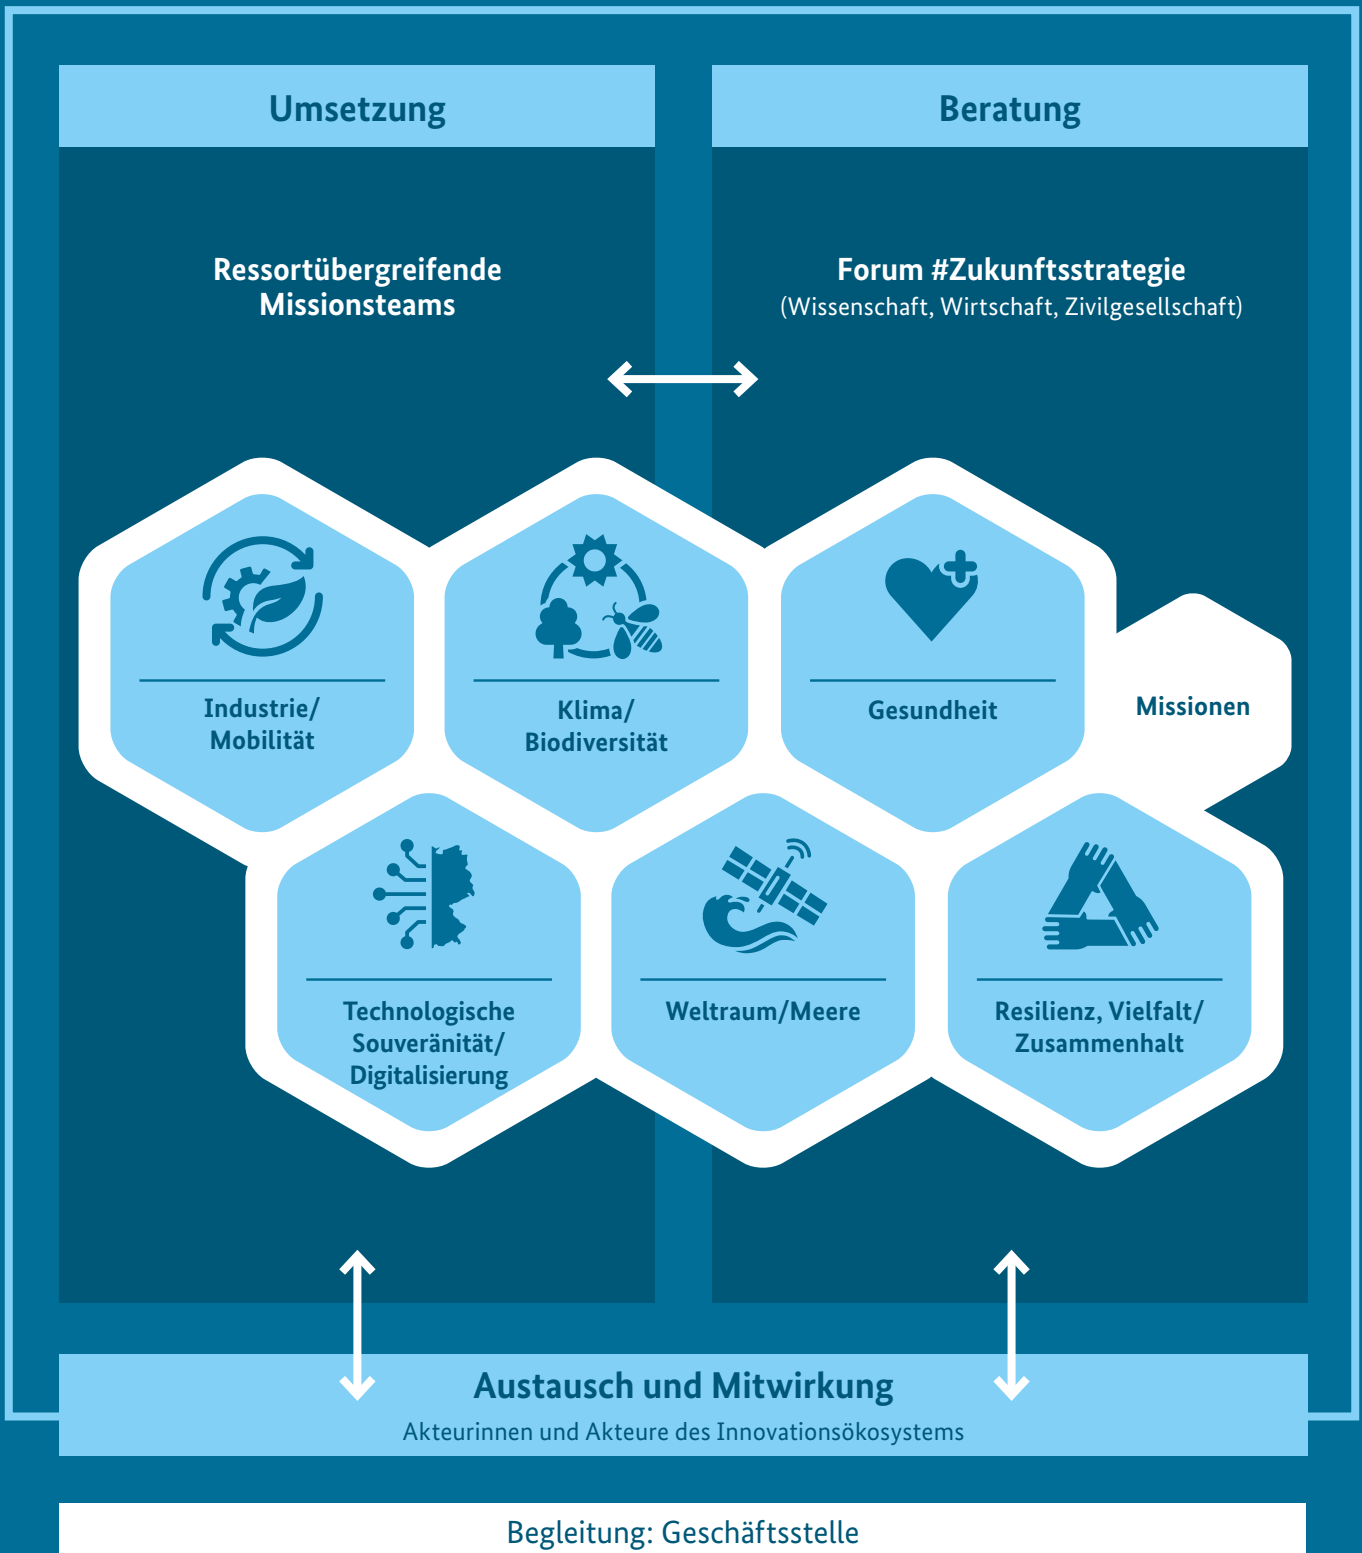 Umsetzung
Beratung
Ressortübergreifende
Missionsteams
Forum #Zukunftsstrategie
(Wissenschaft, Wirtschaft, Zivilgesellschaft)
Industrie/
Mobilität
Klima/
Biodiversität
Gesundheit
Missionen
Technologische
Souveränität/
Digitalisierung
Weltraum/Meere
Resilienz, Vielfalt/
Zusammenhalt
Austausch und Mitwirkung
Akteurinnen und Akteure des Innovationsökosystems
Begleitung: Geschäftsstelle